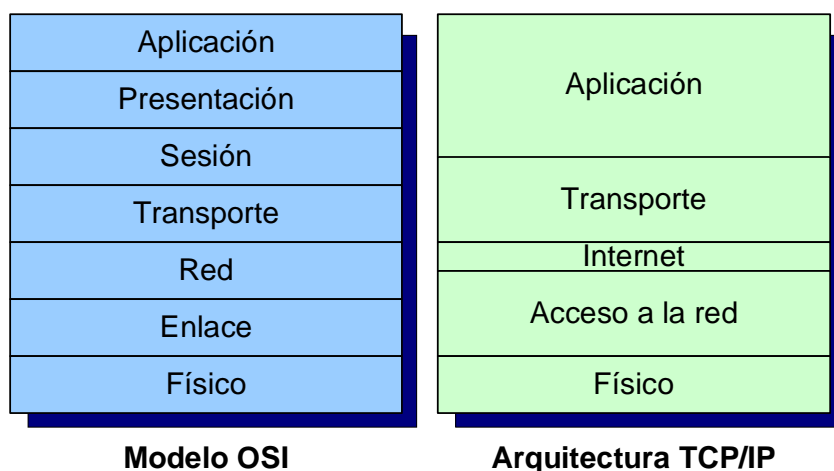 Aplicación
Presentación
Sesión
Transporte
Red
Enlace
Físico
Modelo OSI
Aplicación
Transporte
Internet
Acceso a la red
Físico
Arquitectura TCP/IP